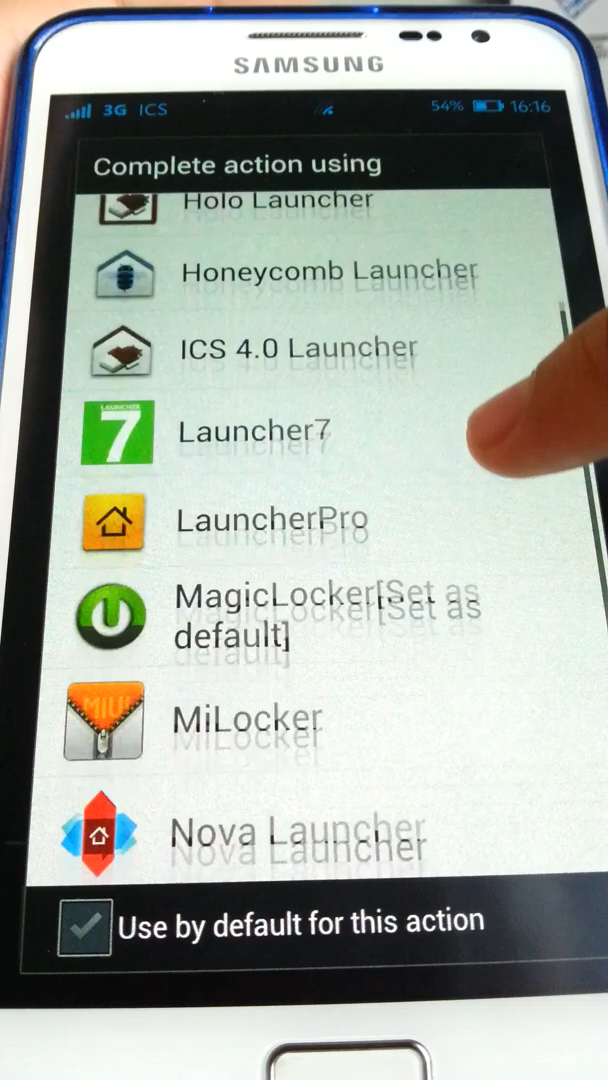 SAMSUNG
3G ICS 54% 16:16
Complete action using
Holo Launcher
Honeycomb Launcher
ICS 4.0 Launcher
LAUNCHER
7
Launcher7
LauncherPro
MagicLocker[Set as
default]
MIUI
MiLocker
Nova Launcher
Use by default for this action